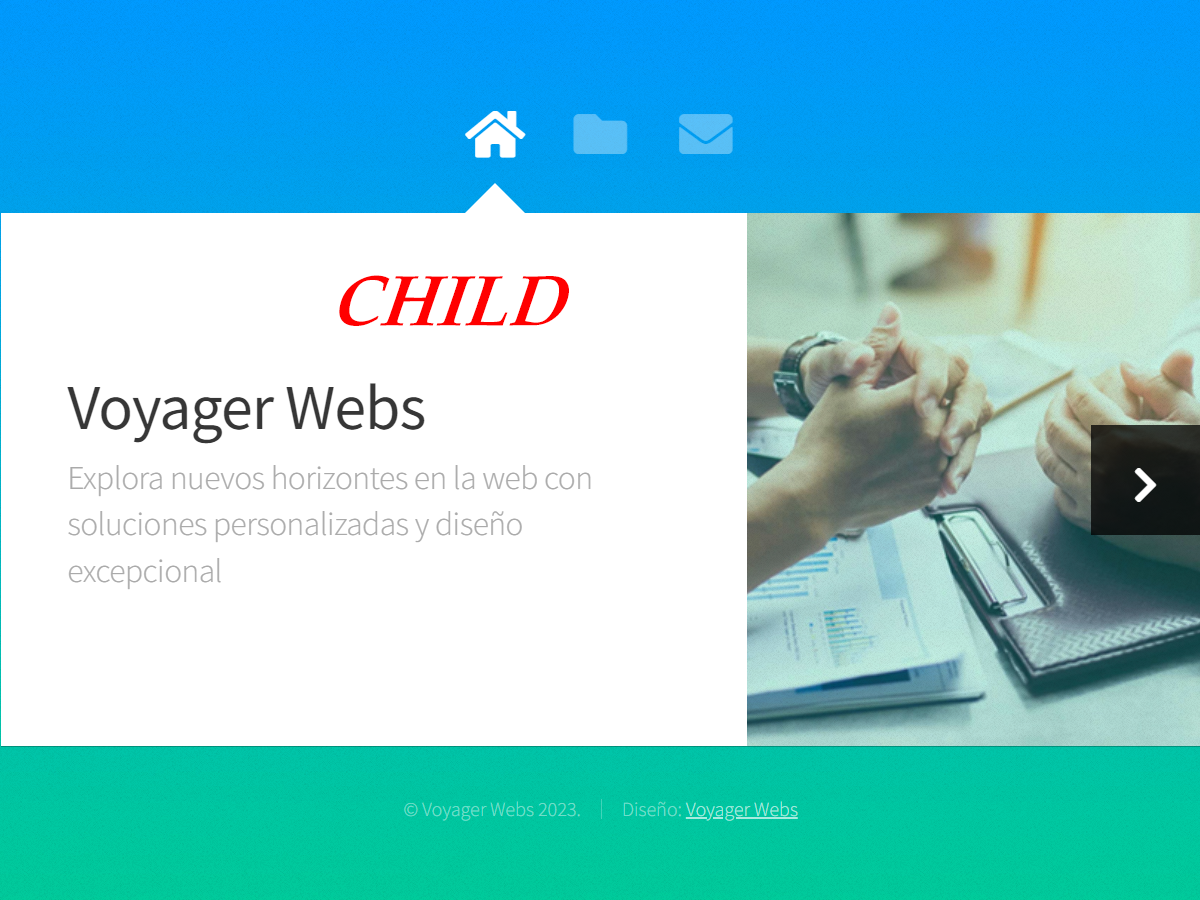 CHILD
Voyager Webs
Explora nuevos horizontes en la web con
soluciones personalizadas y diseño
excepcional
© Voyager Webs 2023.
Diseño: Voyager Webs